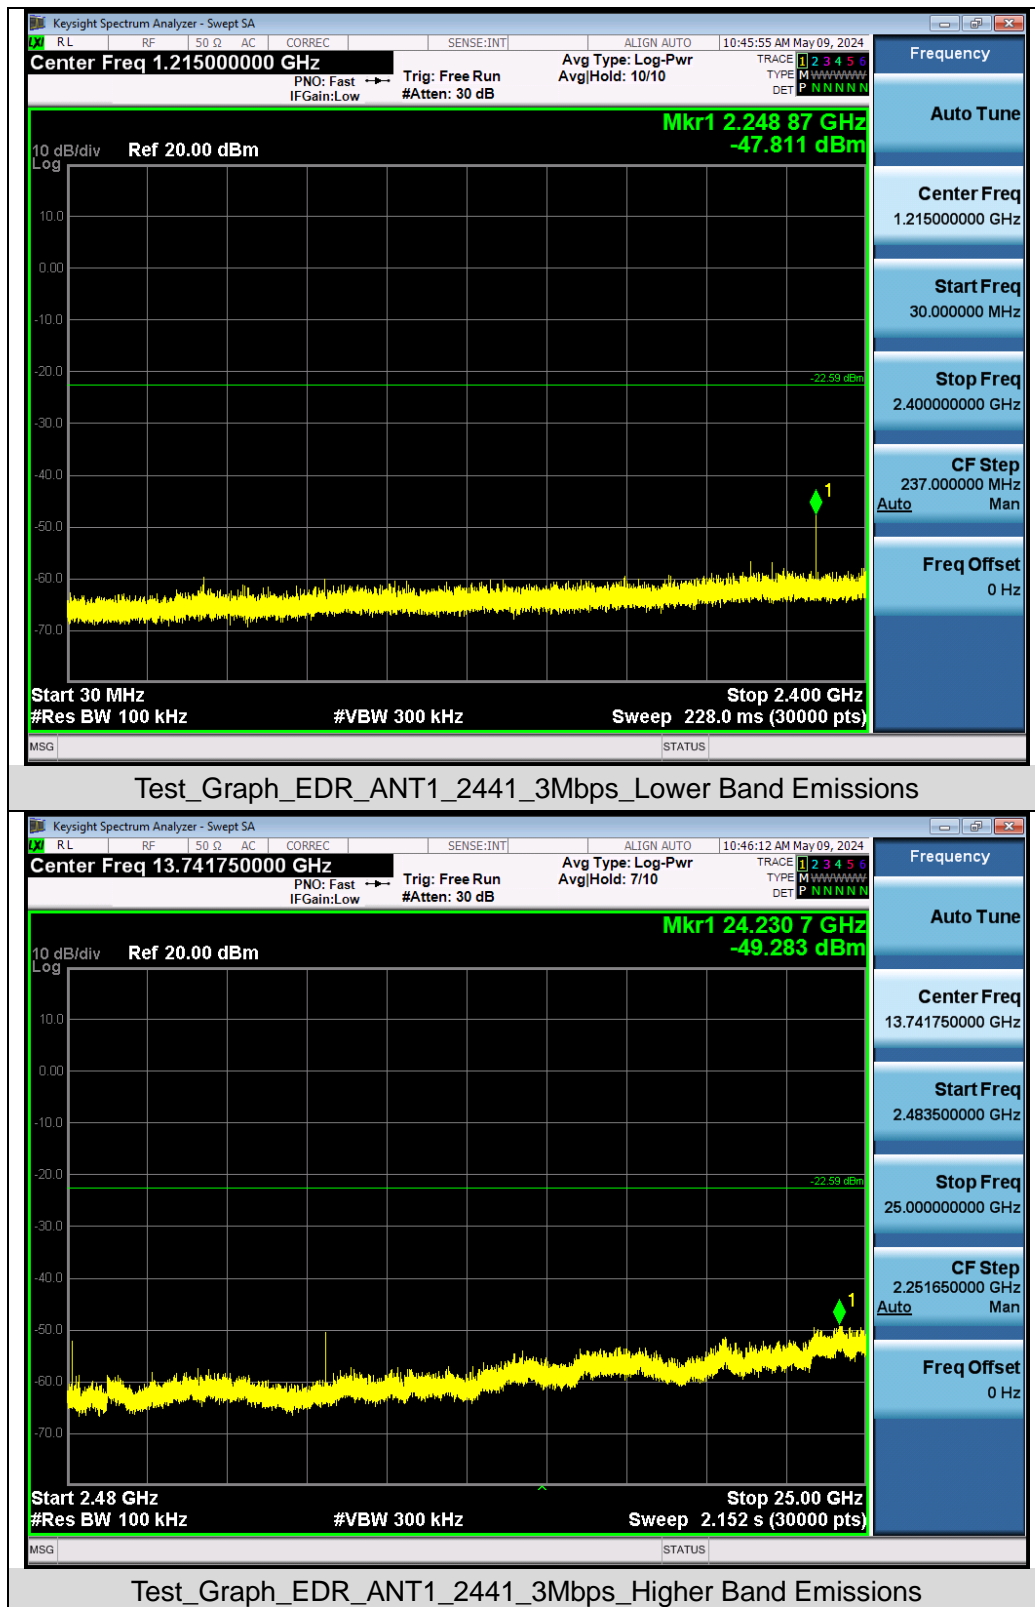 Keysight Spectrum Analyzer - Swept SA
LXI RL RF 50 Ω AC CORREC SENSE:INT ALIGN AUTO 10:45:55 AM May 09, 2024
Center Freq 1.215000000 GHz
PNO: Fast
IFGain:Low
Trig: Free Run
#Atten: 30 dB
Avg Type: Log-Pwr
Avg|Hold: 10/10
TRACE 1 2 3 4 5 6
TYPE M WWWWW
DET P N N N N N
Mkr1 2.248 87 GHz
-47.811 dBm
10 dB/div Ref 20.00 dBm
Log
10.0
0.00
-10.0
-20.0
-22.59 dBm
-30.0
-40.0
1
-50.0
-60.0
-70.0
Start 30 MHz Stop 2.400 GHz
#Res BW 100 kHz #VBW 300 kHz Sweep 228.0 ms (30000 pts)
MSG STATUS
Frequency
Auto Tune
Center Freq
1.215000000 GHz
Start Freq
30.000000 MHz
Stop Freq
2.400000000 GHz
CF Step
237.000000 MHz
Auto Man
Freq Offset
0 Hz
Test_Graph_EDR_ANT1_2441_3Mbps_Lower Band Emissions
Keysight Spectrum Analyzer - Swept SA
LXI RL RF 50 Ω AC CORREC SENSE:INT ALIGN AUTO 10:46:12 AM May 09, 2024
Center Freq 13.741750000 GHz
PNO: Fast
IFGain:Low
Trig: Free Run
#Atten: 30 dB
Avg Type: Log-Pwr
Avg|Hold: 7/10
TRACE 1 2 3 4 5 6
TYPE M WWWWW
DET P N N N N N
Mkr1 24.230 7 GHz
-49.283 dBm
10 dB/div Ref 20.00 dBm
Log
10.0
0.00
-10.0
-20.0
-22.59 dBm
-30.0
-40.0
1
-50.0
-60.0
-70.0
Start 2.48 GHz Stop 25.00 GHz
#Res BW 100 kHz #VBW 300 kHz Sweep 2.152 s (30000 pts)
MSG STATUS
Frequency
Auto Tune
Center Freq
13.741750000 GHz
Start Freq
2.483500000 GHz
Stop Freq
25.000000000 GHz
CF Step
2.251650000 GHz
Auto Man
Freq Offset
0 Hz
Test_Graph_EDR_ANT1_2441_3Mbps_Higher Band Emissions